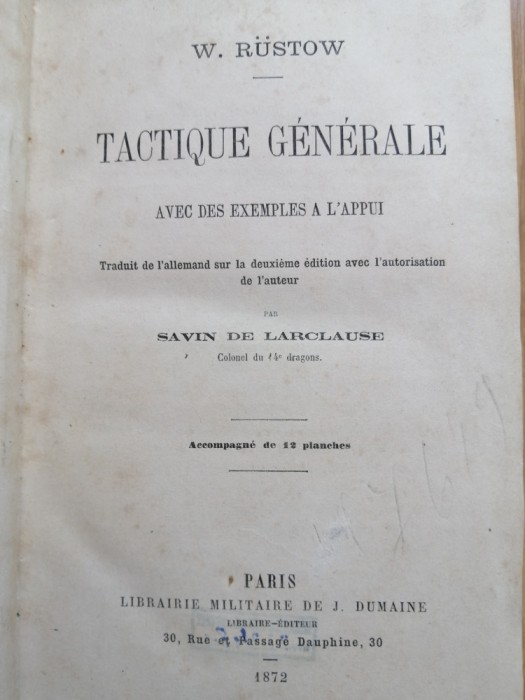 W. RÜSTOW
TACTIQUE GÉNÉRALE
AVEC DES EXEMPLES A L'APPUI
Traduit de l'allemand sur la deuxième édition avec l'autorisation
de l'auteur
PAR
SAVIN DE LARCLAUSE
Colonel du 14e dragons.
Accompagné de 12 planches
PARIS
LIBRAIRIE MILITAIRE DE J. DUMAINE
LIBRAIRE-ÉDITEUR
30, Rue et Passage Dauphine, 30
1872